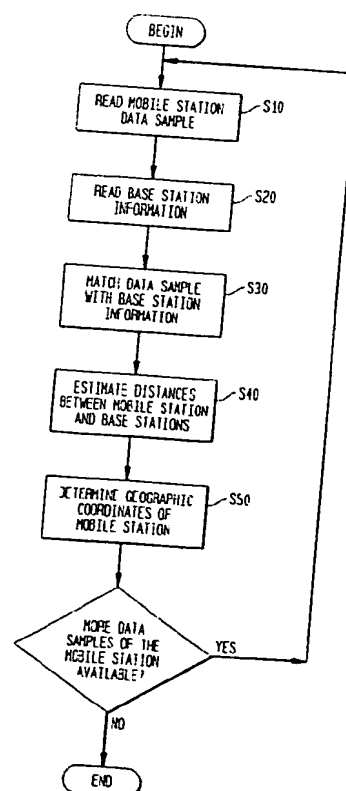 BEGIN
READ MOBILE STATION
DATA SAMPLE
S10
READ BASE STATION
INFORMATION
S20
MATCH DATA SAMPLE
WITH BASE STATION
INFORMATION
S30
ESTIMATE DISTANCES
BETWEEN MOBILE STATION
AND BASE STATIONS
S40
DETERMINE GEOGRAPHIC
COORDINATES OF
MOBILE STATION
S50
MORE DATA
SAMPLES OF THE
MOBILE STATION
AVAILABLE?
YES
NO
END